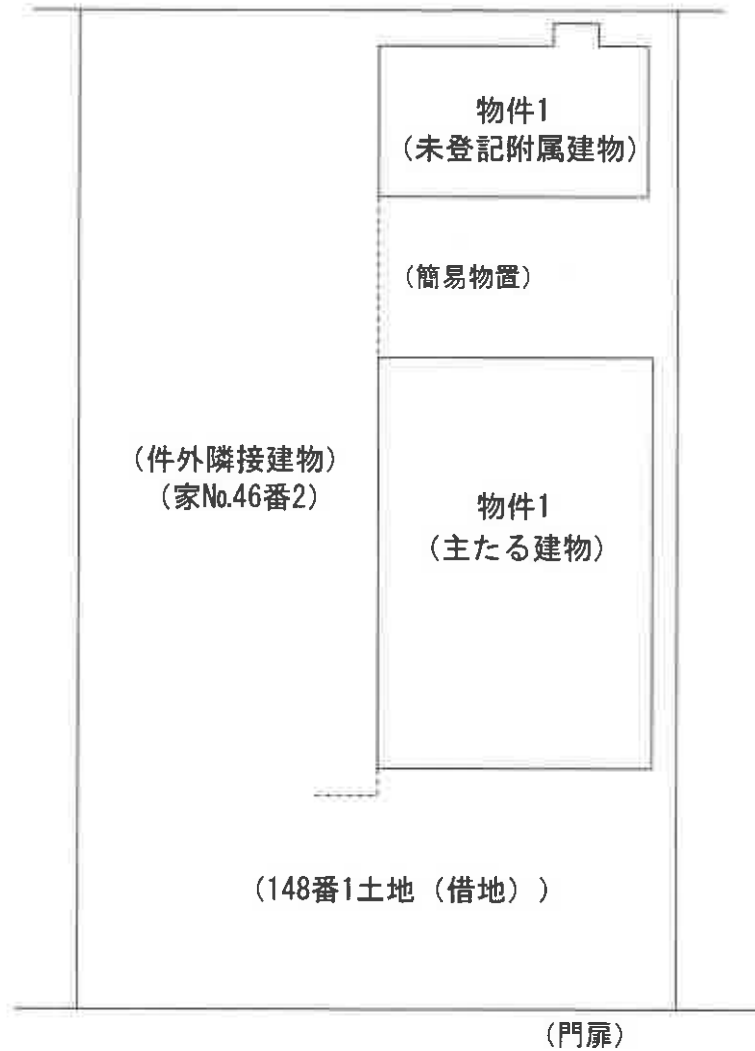 物件1
（未登記附属建物）
（簡易物置）
（件外隣接建物）
（家No.46番2）
物件1
（主たる建物）
（148番1土地（借地））
（門扉）